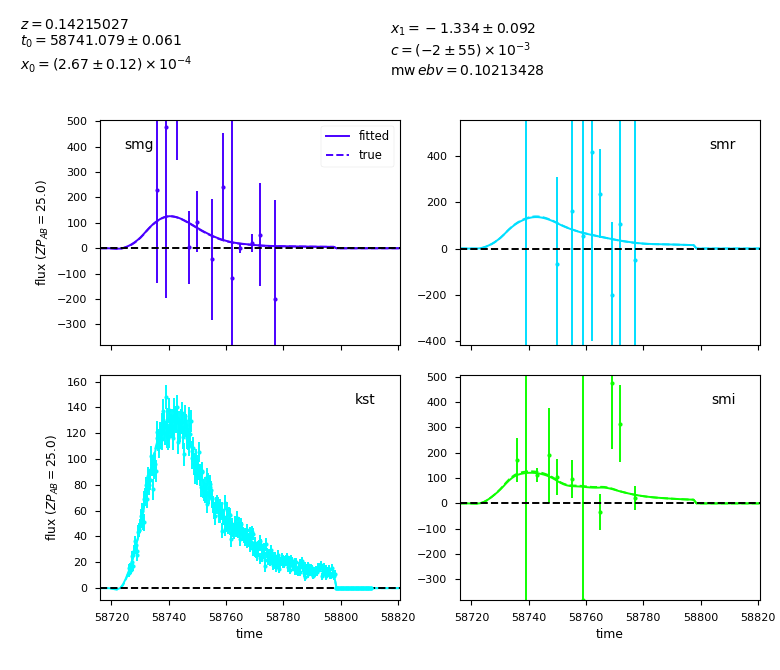 z = 0.14215027
t₀ = 58741.079 ± 0.061
x₀ = (2.67 ± 0.12) × 10⁻⁴
x₁ = −1.334 ± 0.092
c = (−2 ± 55) × 10⁻³
mw ebv = 0.10213428
smg
fitted
true
flux (ZP_AB = 25.0)
500
400
300
200
100
0
−100
−200
−300
smr
400
200
0
−200
−400
kst
flux (ZP_AB = 25.0)
160
140
120
100
80
60
40
20
0
58720 58740 58760 58780 58800 58820
time
smi
500
400
300
200
100
0
−100
−200
−300
58720 58740 58760 58780 58800 58820
time